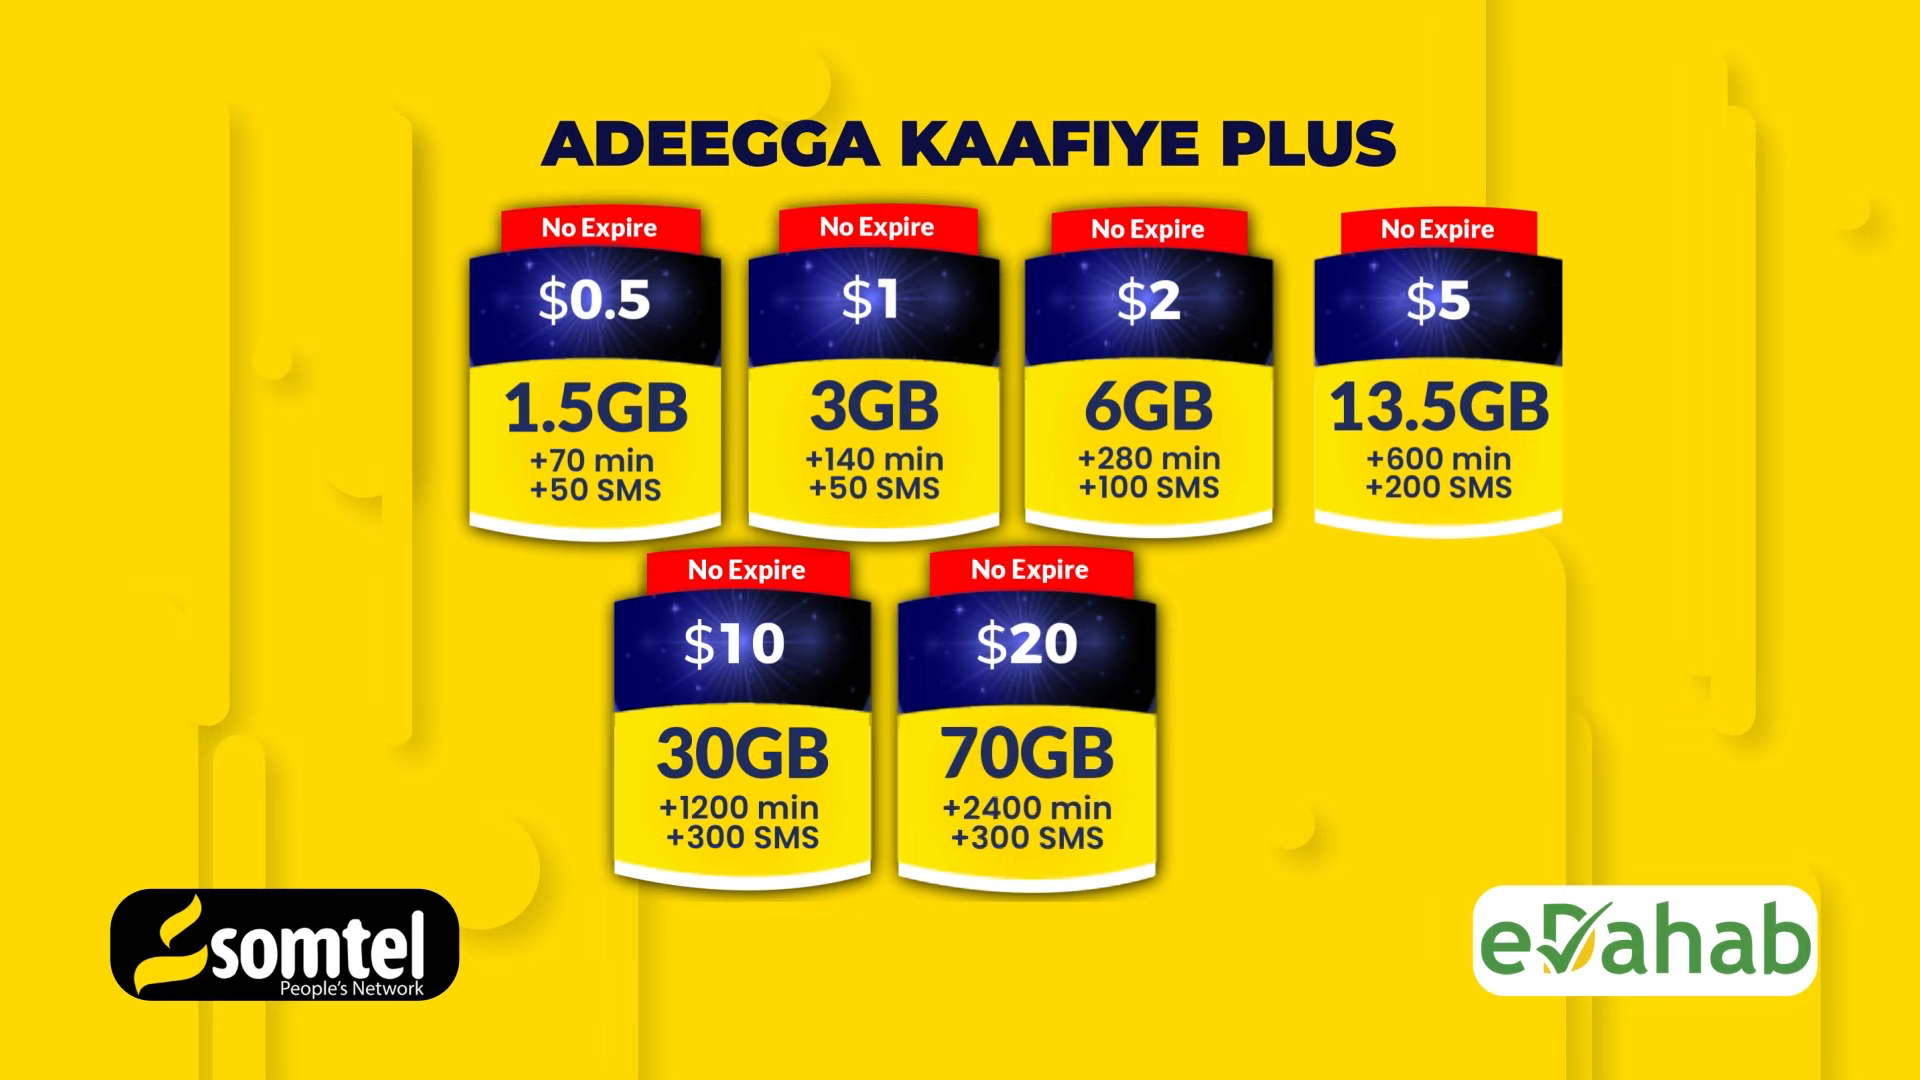 ADEEGGA KAAFIYE PLUS
No Expire
$0.5
1.5GB
+70 min
+50 SMS
No Expire
$1
3GB
+140 min
+50 SMS
No Expire
$2
6GB
+280 min
+100 SMS
No Expire
$5
13.5GB
+600 min
+200 SMS
No Expire
$10
30GB
+1200 min
+300 SMS
No Expire
$20
70GB
+2400 min
+300 SMS
somtel
People's Network
eDahab